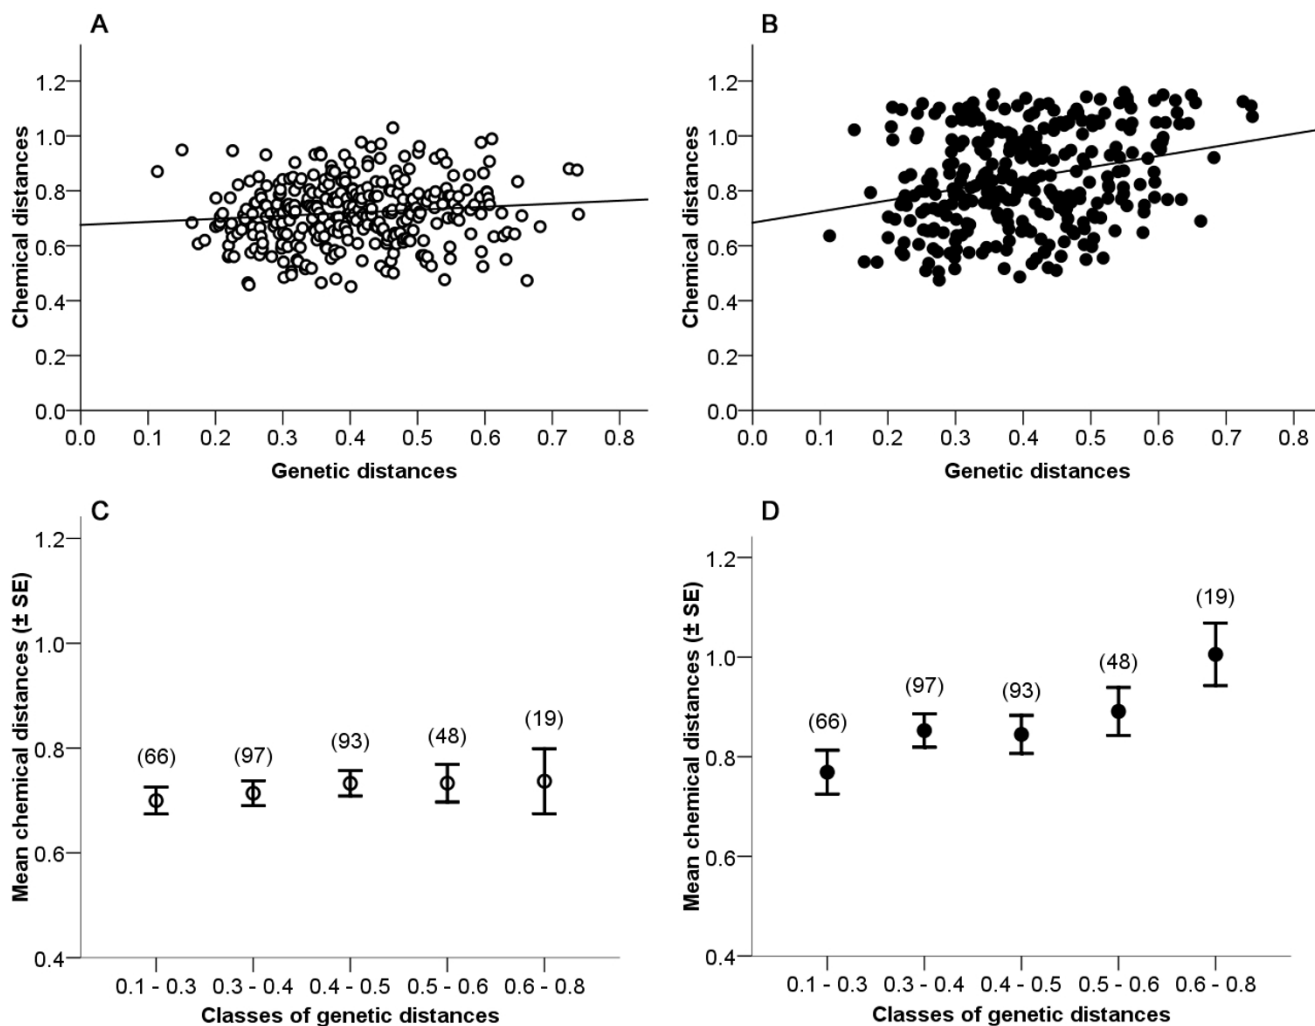 A
Chemical distances
1.2
1.0
0.8
0.6
0.4
0.2
0.0
0.0 0.1 0.2 0.3 0.4 0.5 0.6 0.7 0.8
Genetic distances
B
Chemical distances
1.2
1.0
0.8
0.6
0.4
0.2
0.0
0.0 0.1 0.2 0.3 0.4 0.5 0.6 0.7 0.8
Genetic distances
C
Mean chemical distances (± SE)
1.2
1.0
0.8
0.6
0.4
(66) (97) (93) (48) (19)
0.1 - 0.3 0.3 - 0.4 0.4 - 0.5 0.5 - 0.6 0.6 - 0.8
Classes of genetic distances
D
Mean chemical distances (± SE)
1.2
1.0
0.8
0.6
0.4
(66) (97) (93) (48) (19)
0.1 - 0.3 0.3 - 0.4 0.4 - 0.5 0.5 - 0.6 0.6 - 0.8
Classes of genetic distances